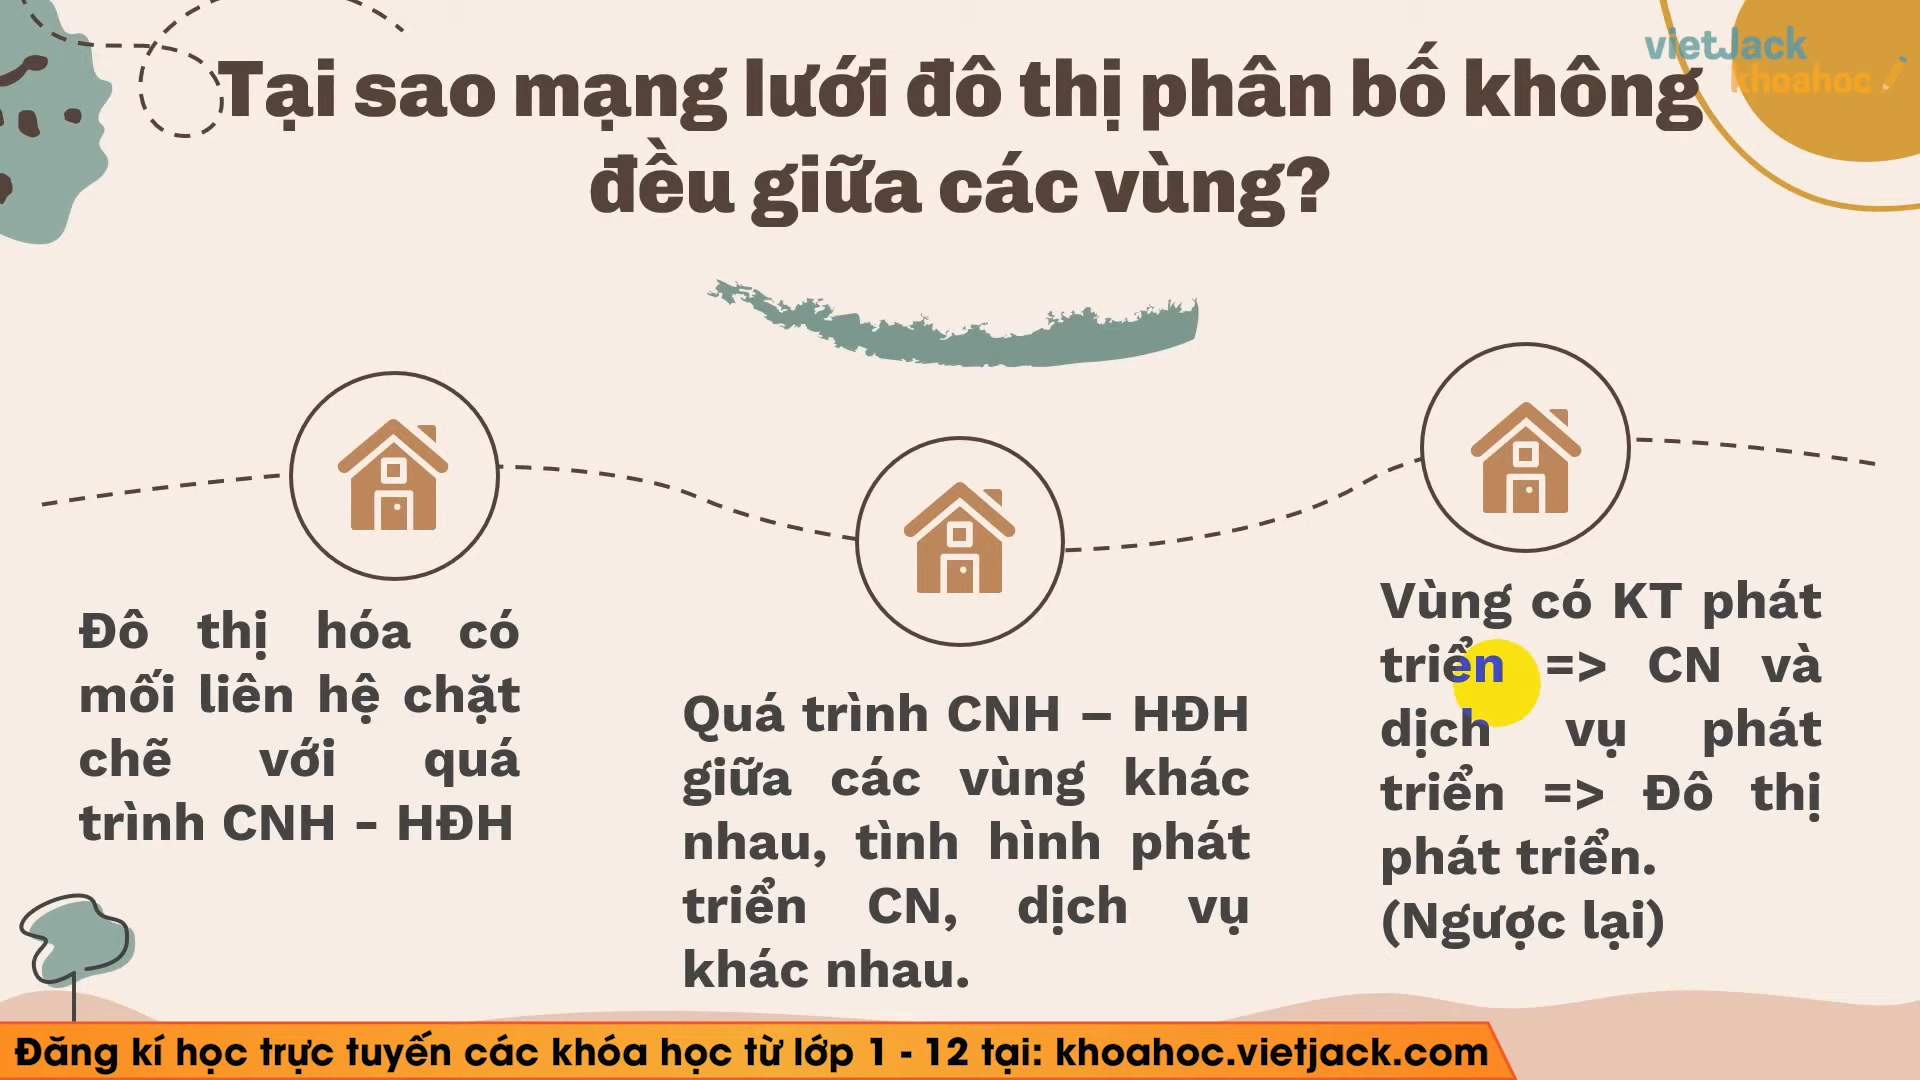 vietJack
khoahoc
Tại sao mạng lưới đô thị phân bố không
đều giữa các vùng?
Đô thị hóa có
mối liên hệ chặt
chẽ với quá
trình CNH - HĐH
Quá trình CNH – HĐH
giữa các vùng khác
nhau, tình hình phát
triển CN, dịch vụ
khác nhau.
Vùng có KT phát
triển => CN và
dịch vụ phát
triển => Đô thị
phát triển.
(Ngược lại)
Đăng kí học trực tuyến các khóa học từ lớp 1 - 12 tại: khoahoc.vietjack.com